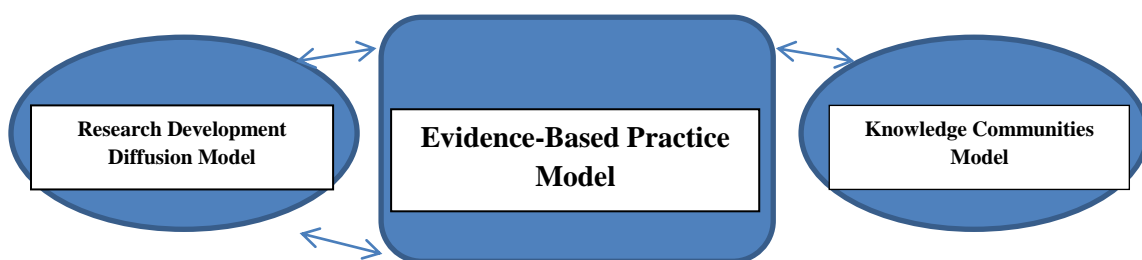 Research Development
Diffusion Model
Evidence-Based Practice
Model
Knowledge Communities
Model